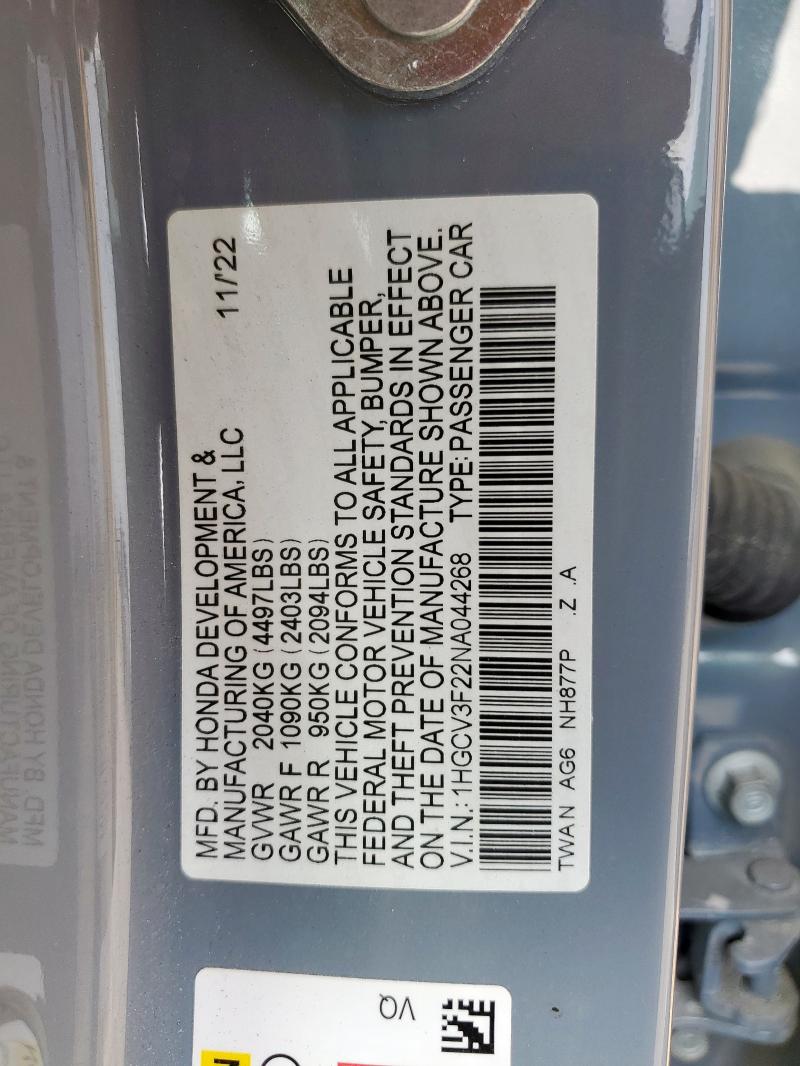 MFD. BY HONDA DEVELOPMENT &
MANUFACTURING OF AMERICA, LLC 11/'22
GVWR 2040KG (4497LBS)
GAWR F 1090KG (2403LBS)
GAWR R 950KG (2094LBS)
THIS VEHICLE CONFORMS TO ALL APPLICABLE
FEDERAL MOTOR VEHICLE SAFETY, BUMPER,
AND THEFT PREVENTION STANDARDS IN EFFECT
ON THE DATE OF MANUFACTURE SHOWN ABOVE.
V.I.N.: 1HGCV3F22NA044268 TYPE: PASSENGER CAR
TWAN AG6 NH877P .Z .A
VQ